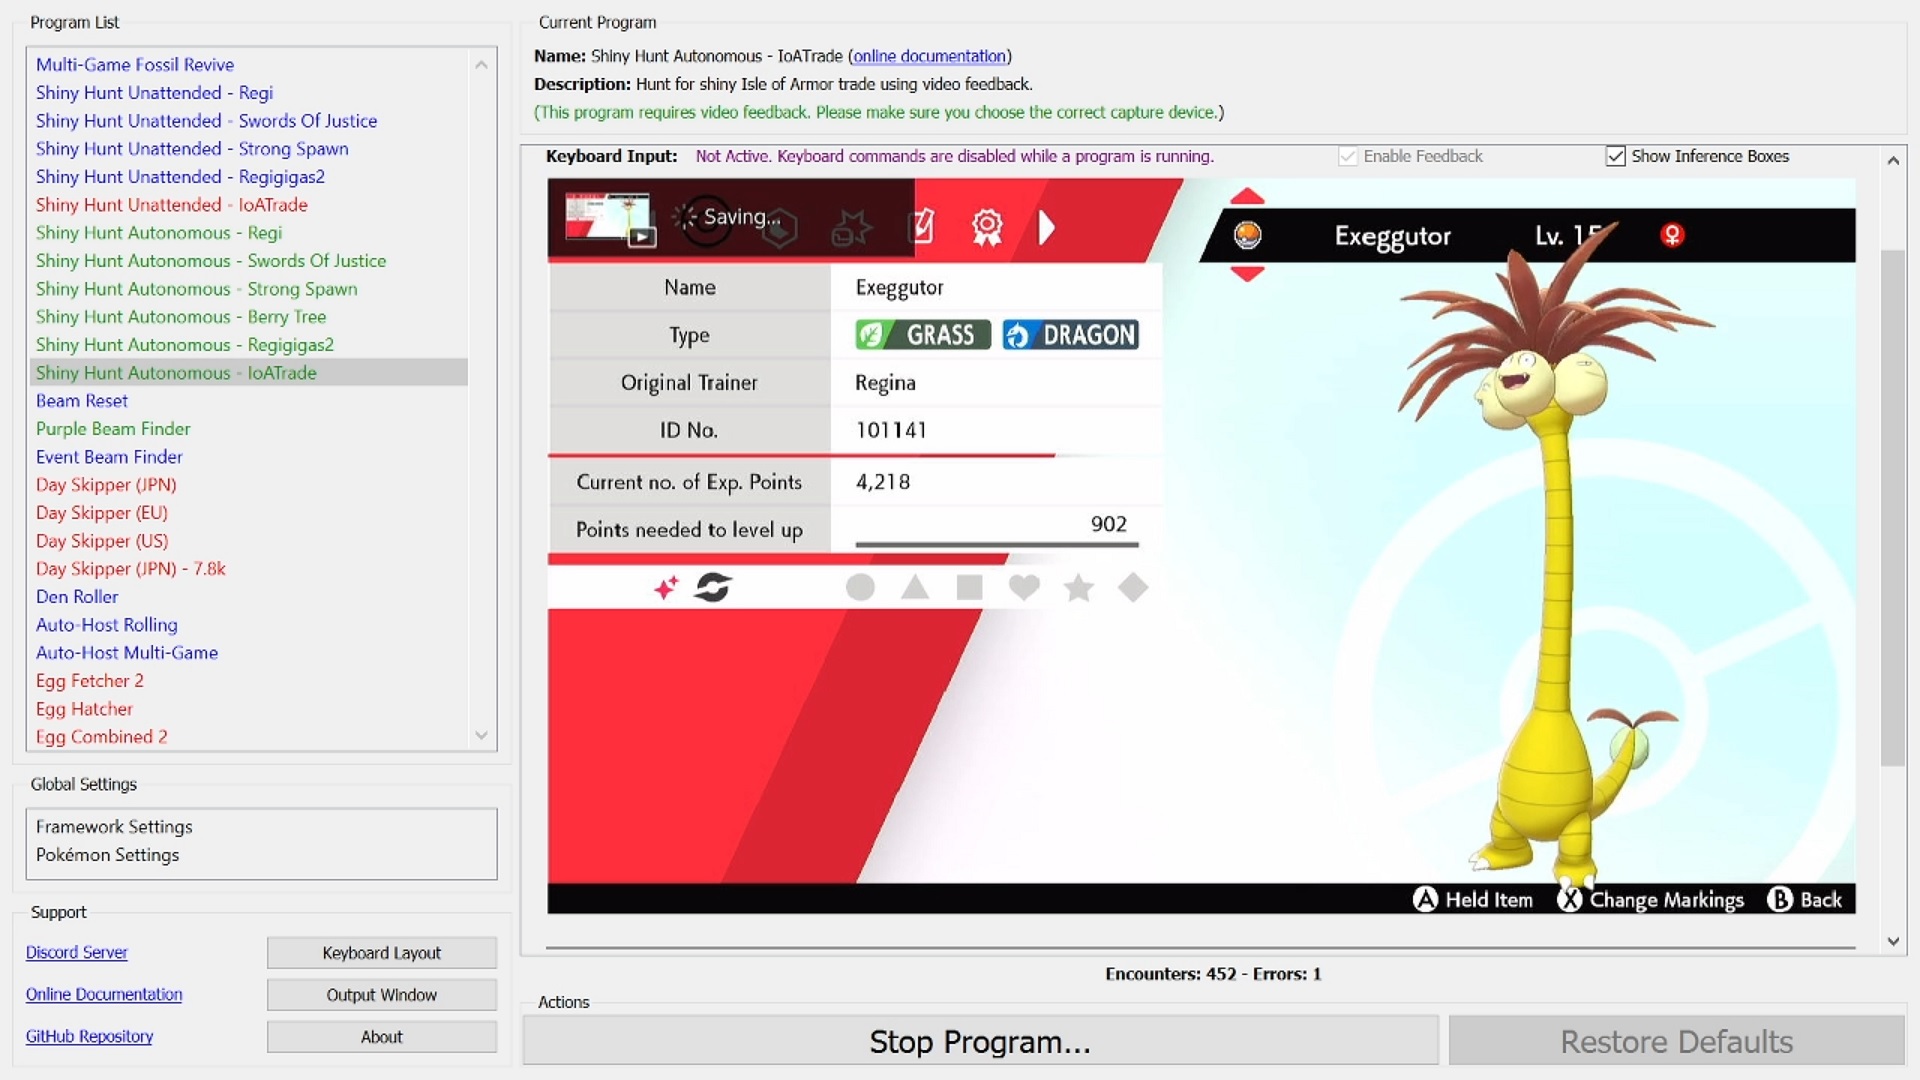 Program List
Multi-Game Fossil Revive
Shiny Hunt Unattended - Regi
Shiny Hunt Unattended - Swords Of Justice
Shiny Hunt Unattended - Strong Spawn
Shiny Hunt Unattended - Regigigas2
Shiny Hunt Unattended - IoATrade
Shiny Hunt Autonomous - Regi
Shiny Hunt Autonomous - Swords Of Justice
Shiny Hunt Autonomous - Strong Spawn
Shiny Hunt Autonomous - Berry Tree
Shiny Hunt Autonomous - Regigigas2
Shiny Hunt Autonomous - IoATrade
Beam Reset
Purple Beam Finder
Event Beam Finder
Day Skipper (JPN)
Day Skipper (EU)
Day Skipper (US)
Day Skipper (JPN) - 7.8k
Den Roller
Auto-Host Rolling
Auto-Host Multi-Game
Egg Fetcher 2
Egg Hatcher
Egg Combined 2
Global Settings
Framework Settings
Pokémon Settings
Support
Discord Server
Keyboard Layout
Online Documentation
Output Window
GitHub Repository
About
Current Program
Name: Shiny Hunt Autonomous - IoATrade (online documentation)
Description: Hunt for shiny Isle of Armor trade using video feedback.
(This program requires video feedback. Please make sure you choose the correct capture device.)
Keyboard Input: Not Active. Keyboard commands are disabled while a program is running.
Enable Feedback
Show Inference Boxes
Saving...
Exeggutor Lv. 15
Name Exeggutor
Type GRASS DRAGON
Original Trainer Regina
ID No. 101141
Current no. of Exp. Points 4,218
Points needed to level up 902
A Held Item X Change Markings B Back
Encounters: 452 - Errors: 1
Actions
Stop Program...
Restore Defaults